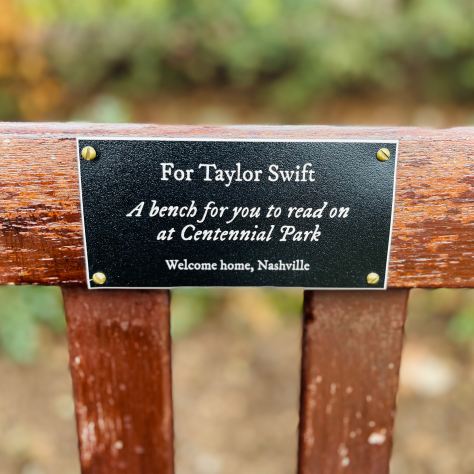 For Taylor Swift
A bench for you to read on
at Centennial Park
Welcome home, Nashville